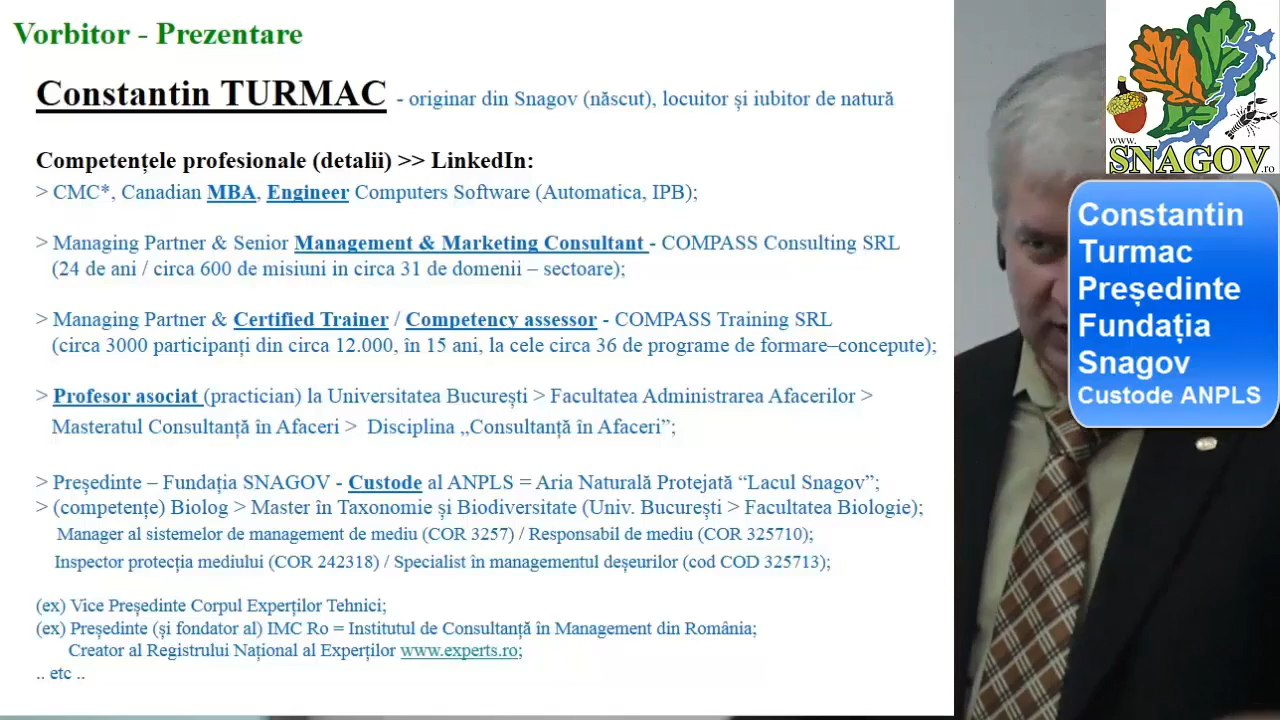 Vorbitor - Prezentare
Constantin TURMAC - originar din Snagov (născut), locuitor și iubitor de natură
Competențele profesionale (detalii) >> LinkedIn:
> CMC*, Canadian MBA, Engineer Computers Software (Automatica, IPB);
> Managing Partner & Senior Management & Marketing Consultant - COMPASS Consulting SRL
(24 de ani / circa 600 de misiuni in circa 31 de domenii – sectoare);
> Managing Partner & Certified Trainer / Competency assessor - COMPASS Training SRL
(circa 3000 participanți din circa 12.000, în 15 ani, la cele circa 36 de programe de formare–concepute);
> Profesor asociat (practician) la Universitatea București > Facultatea Administrarea Afacerilor >
Masteratul Consultanță în Afaceri > Disciplina „Consultanță în Afaceri”;
> Președinte – Fundația SNAGOV - Custode al ANPLS = Aria Naturală Protejată “Lacul Snagov”;
> (competențe) Biolog > Master în Taxonomie și Biodiversitate (Univ. București > Facultatea Biologie);
Manager al sistemelor de management de mediu (COR 3257) / Responsabil de mediu (COR 325710);
Inspector protecția mediului (COR 242318) / Specialist în managementul deșeurilor (cod COD 325713);
(ex) Vice Președinte Corpul Experților Tehnici;
(ex) Președinte (și fondator al) IMC Ro = Institutul de Consultanță în Management din România;
Creator al Registrului Național al Experților www.experts.ro;
.. etc ..
www.
SNAGOV.ro
Constantin
Turmac
Președinte
Fundația
Snagov
Custode ANPLS